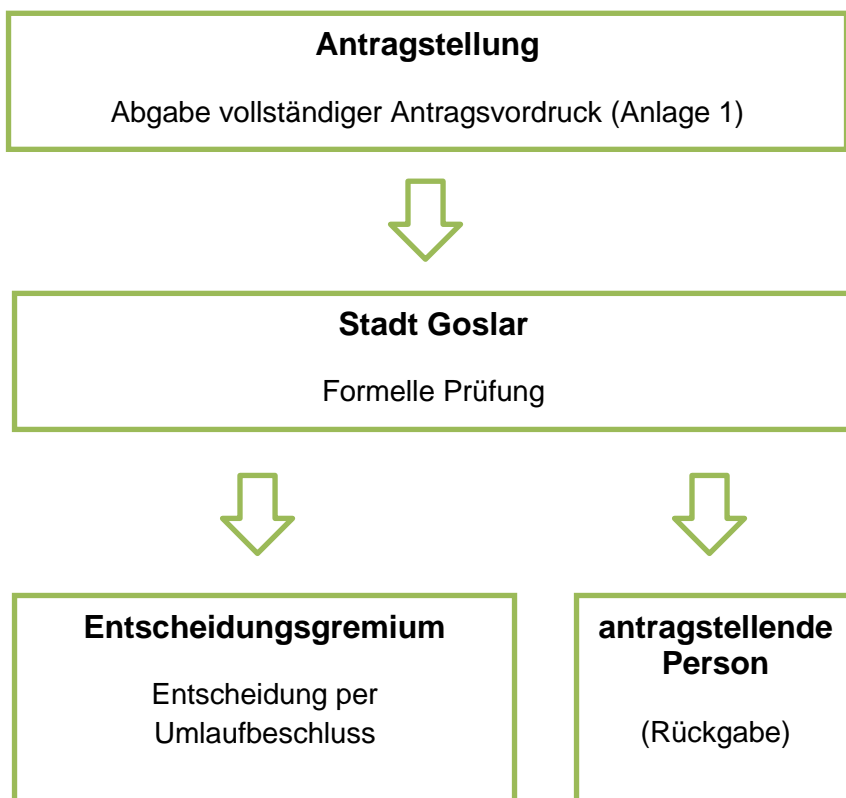 Antragstellung
Abgabe vollständiger Antragsvordruck (Anlage 1)
Stadt Goslar
Formelle Prüfung
Entscheidungsgremium
Entscheidung per
Umlaufbeschluss
antragstellende
Person
(Rückgabe)